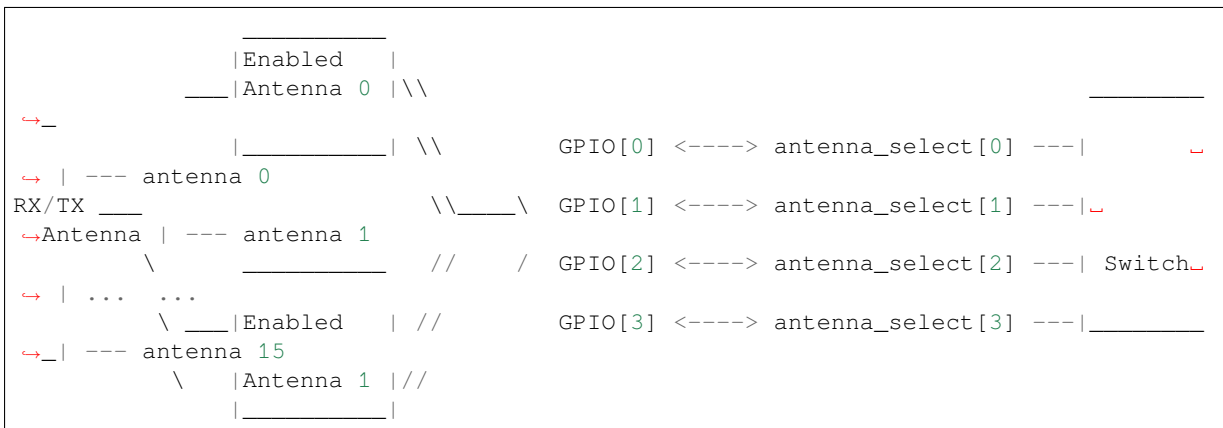 __________
                   |Enabled   |
                ___|Antenna 0 |\\                                                       ________
↪_
                   |__________| \\         GPIO[0] <----> antenna_select[0] ---|        ␣
↪ | --- antenna 0
RX/TX ___                        \\____\  GPIO[1] <----> antenna_select[1] ---|␣
↪Antenna | --- antenna 1
           \        __________   //    /  GPIO[2] <----> antenna_select[2] ---| Switch␣
↪ | ...  ...
            \ ___|Enabled   | //         GPIO[3] <----> antenna_select[3] ---|________
↪_| --- antenna 15
             \   |Antenna 1 |//
                 |__________|